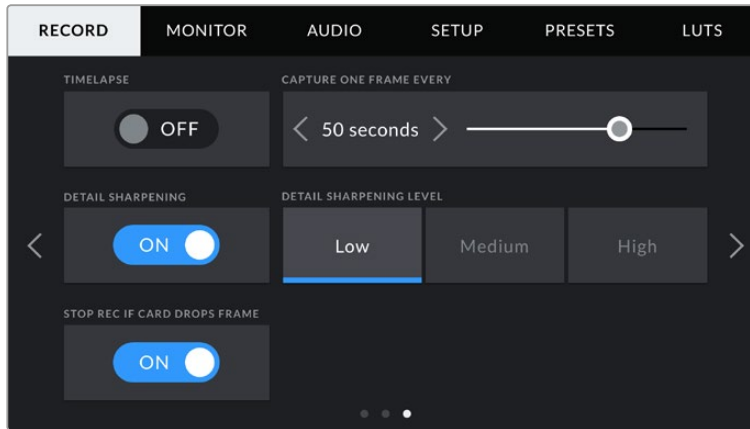 RECORD MONITOR AUDIO SETUP PRESETS LUTS
TIMELAPSE CAPTURE ONE FRAME EVERY
OFF 50 seconds
DETAIL SHARPENING DETAIL SHARPENING LEVEL
ON Low Medium High
STOP REC IF CARD DROPS FRAME
ON